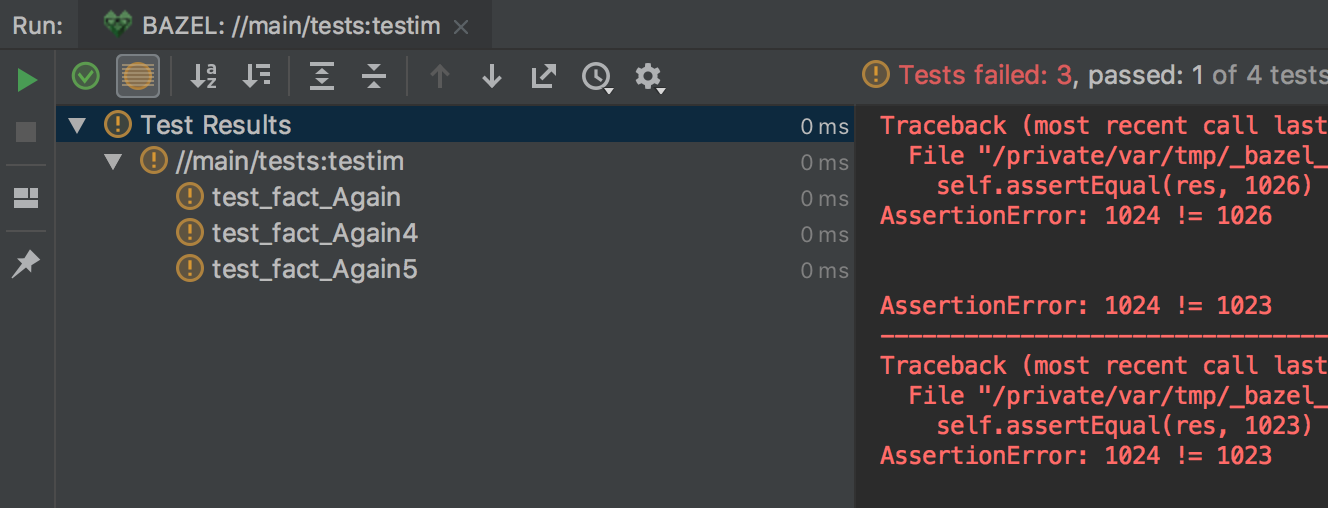 Run: BAZEL: //main/tests:testim
Tests failed: 3, passed: 1 of 4 tests
Test Results 0 ms
//main/tests:testim 0 ms
test_fact_Again 0 ms
test_fact_Again4 0 ms
test_fact_Again5 0 ms
Traceback (most recent call last
File "/private/var/tmp/_bazel_
self.assertEqual(res, 1026)
AssertionError: 1024 != 1026
AssertionError: 1024 != 1023
Traceback (most recent call last
File "/private/var/tmp/_bazel_
self.assertEqual(res, 1023)
AssertionError: 1024 != 1023